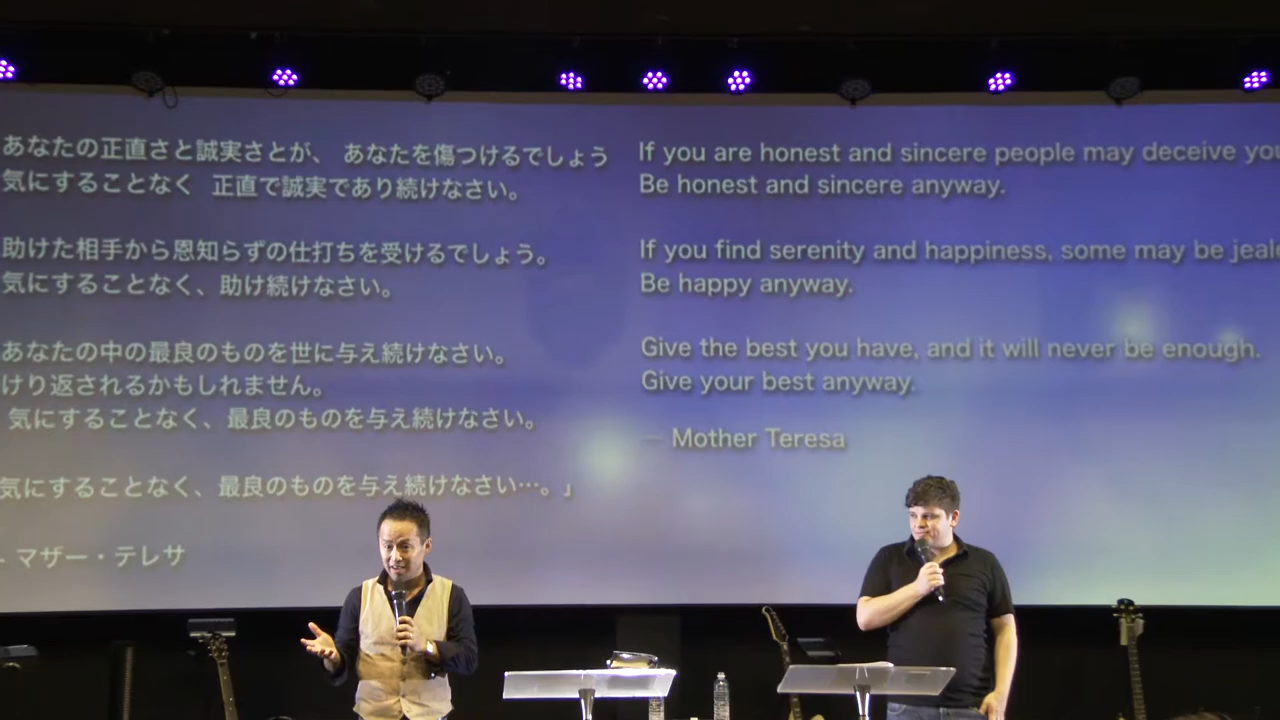 あなたの正直さと誠実さとが、 あなたを傷つけるでしょう
気にすることなく 正直で誠実であり続けなさい。
助けた相手から恩知らずの仕打ちを受けるでしょう。
気にすることなく、助け続けなさい。
あなたの中の最良のものを世に与え続けなさい。
けり返されるかもしれません。
気にすることなく、最良のものを与え続けなさい。
気にすることなく、最良のものを与え続けなさい…。」
- マザー・テレサ
If you are honest and sincere people may deceive
Be honest and sincere anyway.
If you find serenity and happiness, some may be
Be happy anyway.
Give the best you have, and it will never be enough.
Give your best anyway.
— Mother Teresa